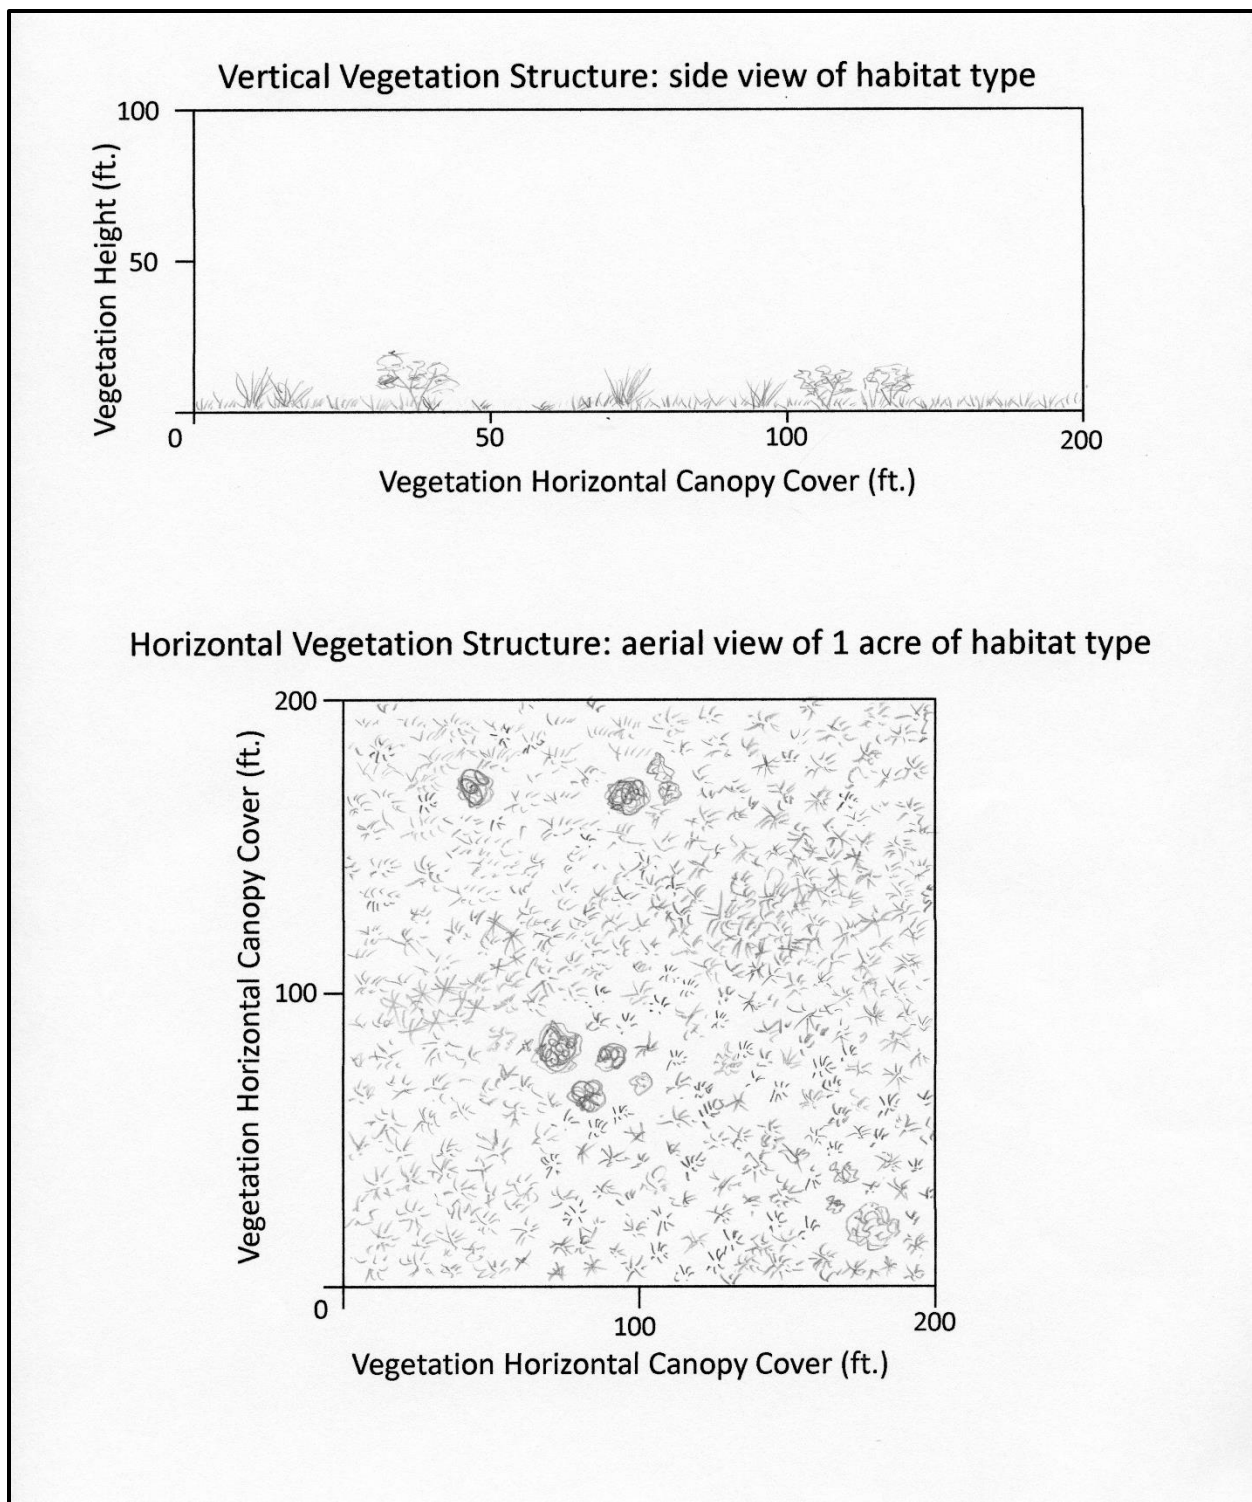 Vertical Vegetation Structure: side view of habitat type
100
Vegetation Height (ft.)
50
0
50
100
200
Vegetation Horizontal Canopy Cover (ft.)
Horizontal Vegetation Structure: aerial view of 1 acre of habitat type
200
Vegetation Horizontal Canopy Cover (ft.)
100
0
100
200
Vegetation Horizontal Canopy Cover (ft.)